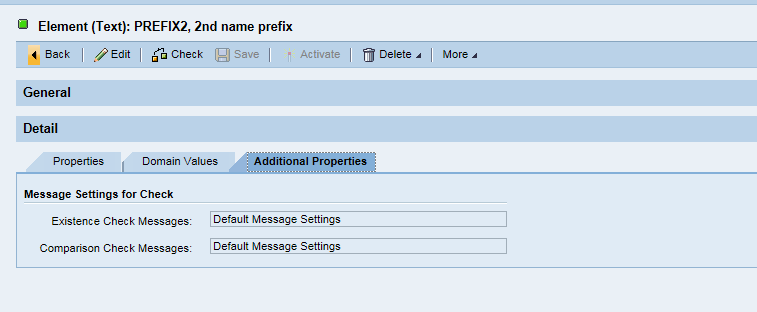 Element (Text): PREFIX2, 2nd name prefix
Back Edit Check Save Activate Delete More
General
Detail
Properties Domain Values Additional Properties
Message Settings for Check
Existence Check Messages: Default Message Settings
Comparison Check Messages: Default Message Settings